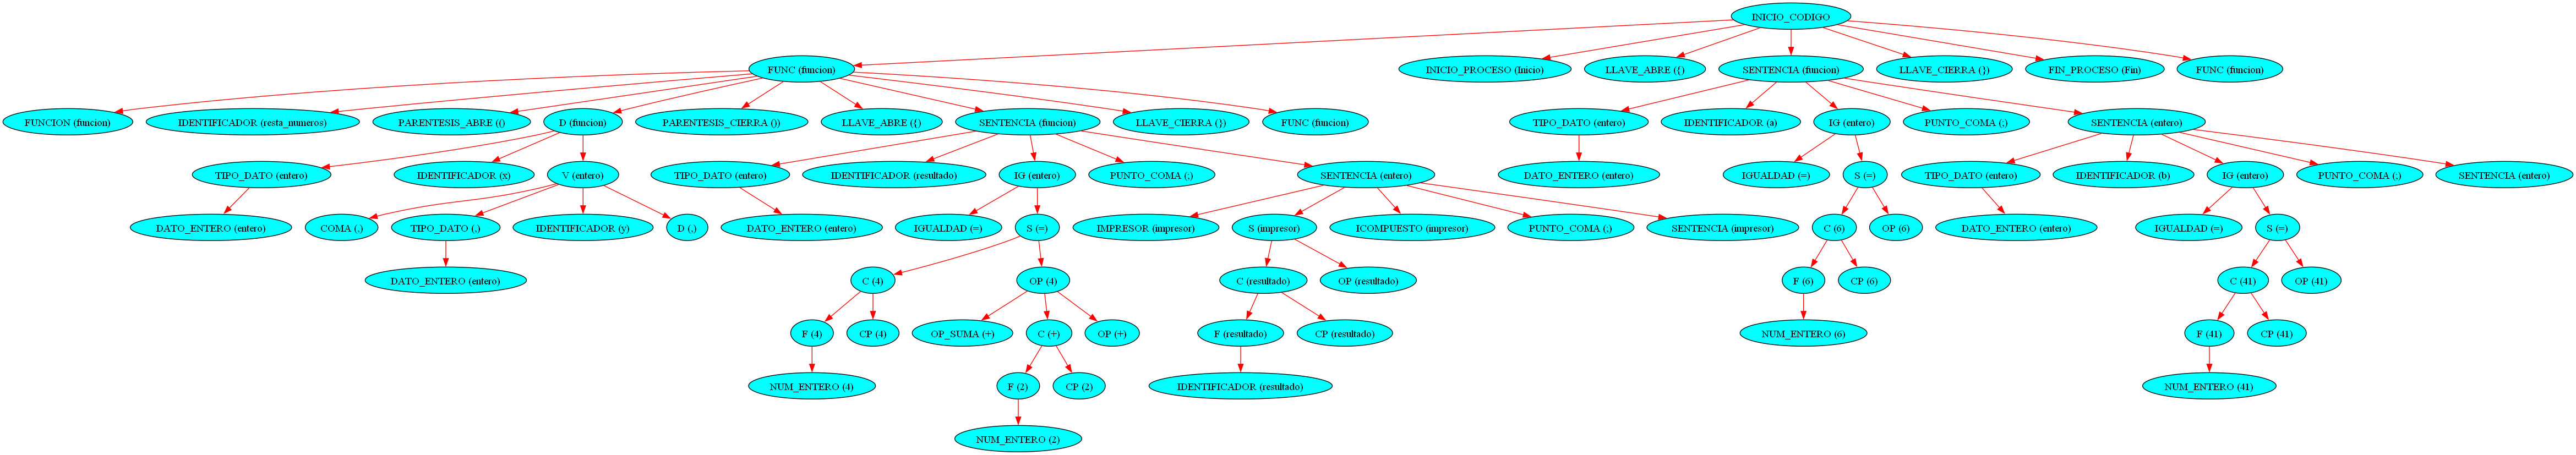 INICIO_CODIGO
FUNC (funcion)
INICIO_PROCESO (Inicio)
LLAVE_ABRE ({)
SENTENCIA (funcion)
LLAVE_CIERRA (})
FIN_PROCESO (Fin)
FUNC (funcion)
FUNCION (funcion)
IDENTIFICADOR (resta_numeros)
PARENTESIS_ABRE (()
D (funcion)
PARENTESIS_CIERRA ())
LLAVE_ABRE ({)
SENTENCIA (funcion)
LLAVE_CIERRA (})
FUNC (funcion)
TIPO_DATO (entero)
IDENTIFICADOR (a)
IG (entero)
PUNTO_COMA (;)
SENTENCIA (entero)
TIPO_DATO (entero)
IDENTIFICADOR (x)
V (entero)
TIPO_DATO (entero)
IDENTIFICADOR (resultado)
IG (entero)
PUNTO_COMA (;)
SENTENCIA (entero)
DATO_ENTERO (entero)
IGUALDAD (=)
S (=)
TIPO_DATO (entero)
IDENTIFICADOR (b)
IG (entero)
PUNTO_COMA (;)
SENTENCIA (entero)
DATO_ENTERO (entero)
COMA (,)
TIPO_DATO (,)
IDENTIFICADOR (y)
D (,)
DATO_ENTERO (entero)
IGUALDAD (=)
S (=)
IMPRESOR (impresor)
S (impresor)
ICOMPUESTO (impresor)
PUNTO_COMA (;)
SENTENCIA (impresor)
C (6)
OP (6)
DATO_ENTERO (entero)
IGUALDAD (=)
S (=)
DATO_ENTERO (entero)
C (4)
OP (4)
C (resultado)
OP (resultado)
F (6)
CP (6)
C (41)
OP (41)
F (4)
CP (4)
OP_SUMA (+)
C (+)
OP (+)
F (resultado)
CP (resultado)
NUM_ENTERO (6)
F (41)
CP (41)
NUM_ENTERO (4)
F (2)
CP (2)
IDENTIFICADOR (resultado)
NUM_ENTERO (41)
NUM_ENTERO (2)